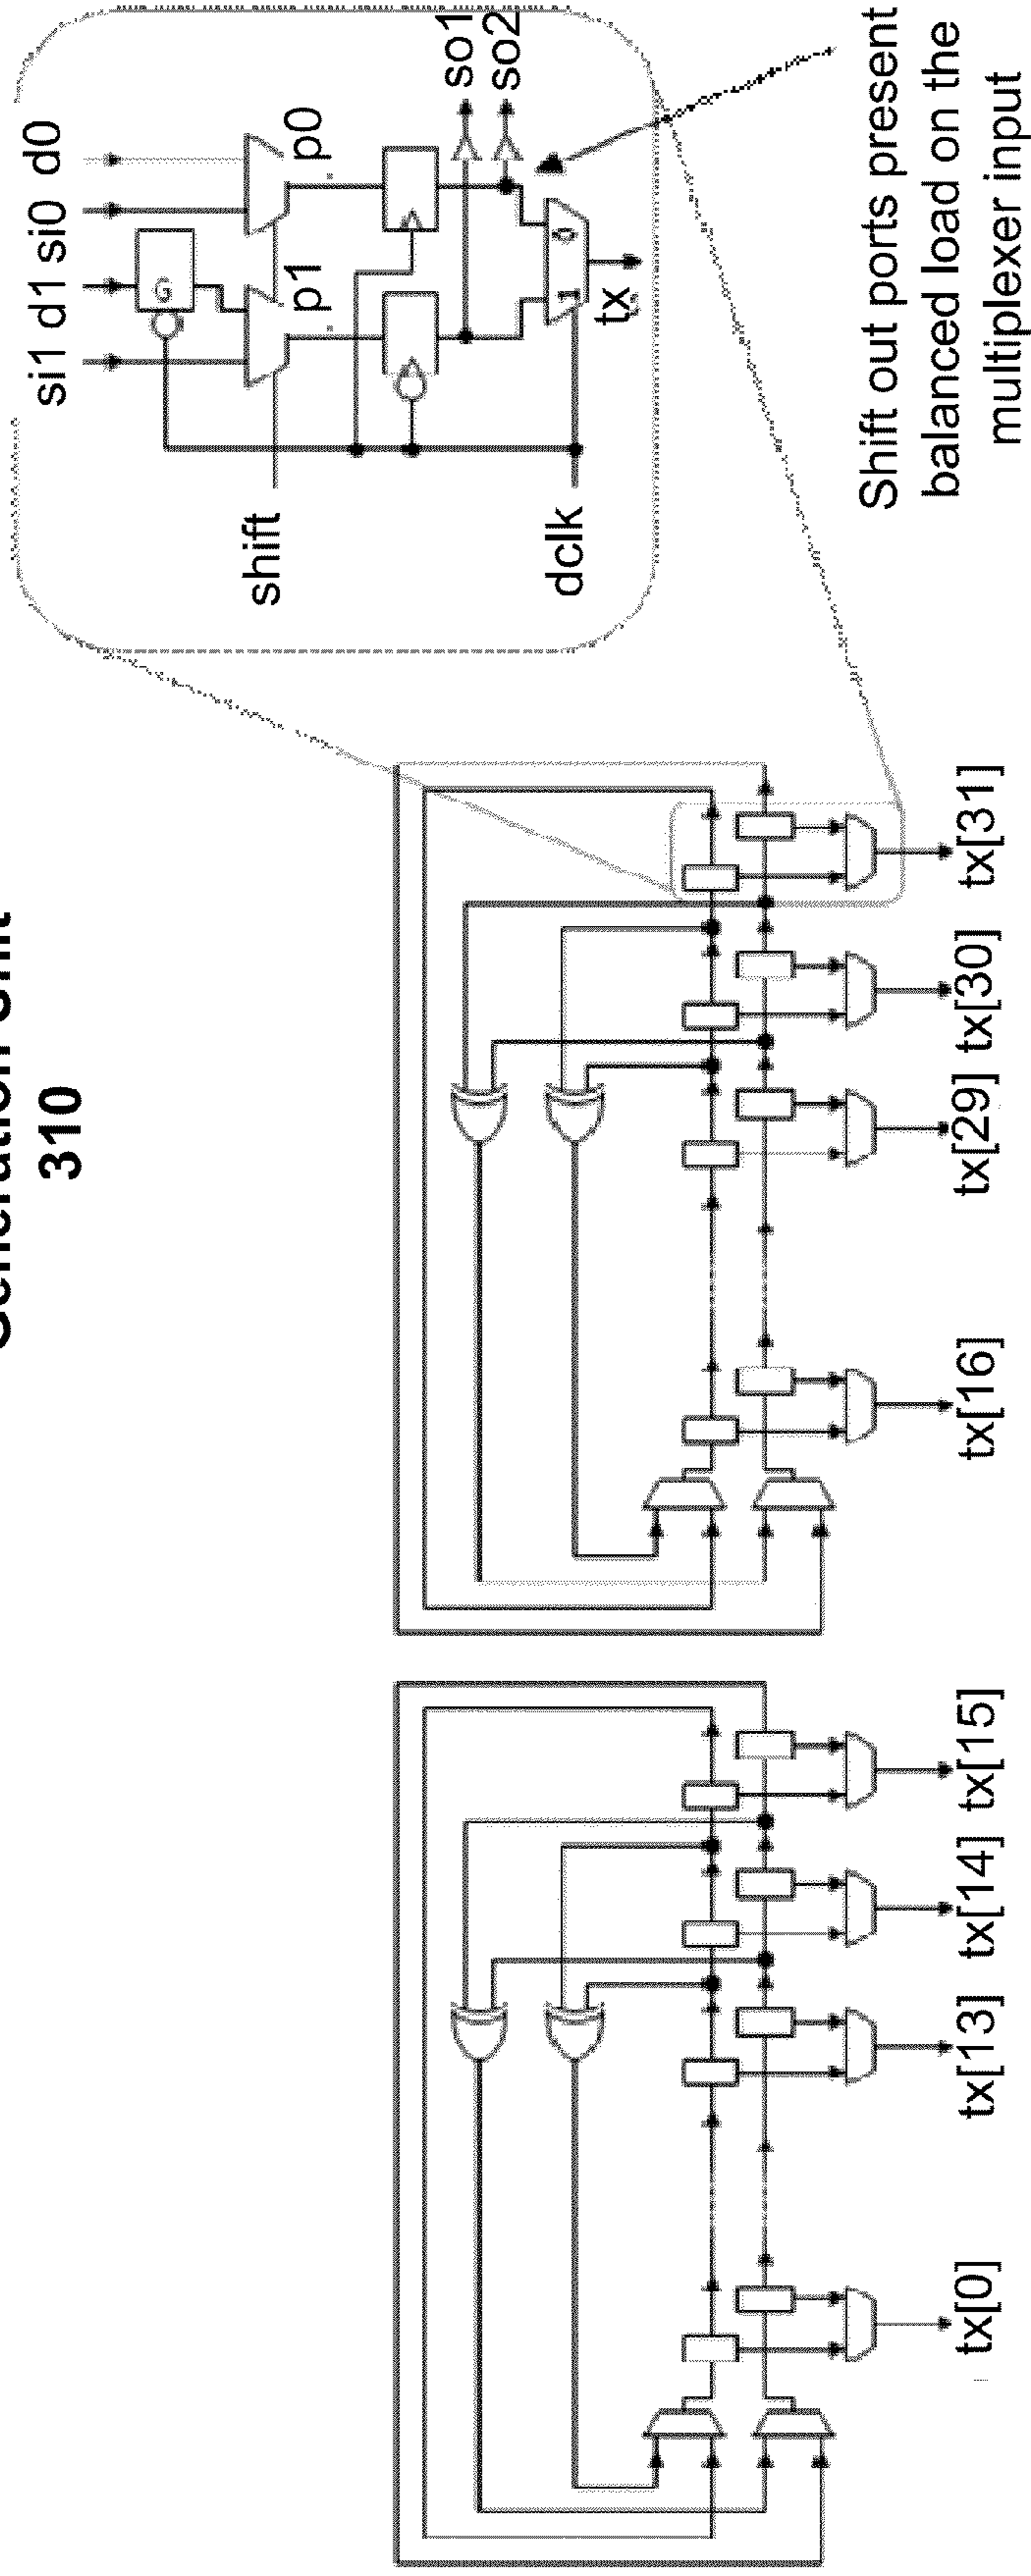 Generation Unit
310
si1 d1 si0 d0
G
p1 p0
shift
so1
so2
1 0
dclk
tx
Shift out ports present
balanced load on the
multiplexer input
tx[0] tx[13] tx[14] tx[15] tx[16] tx[29] tx[30] tx[31]